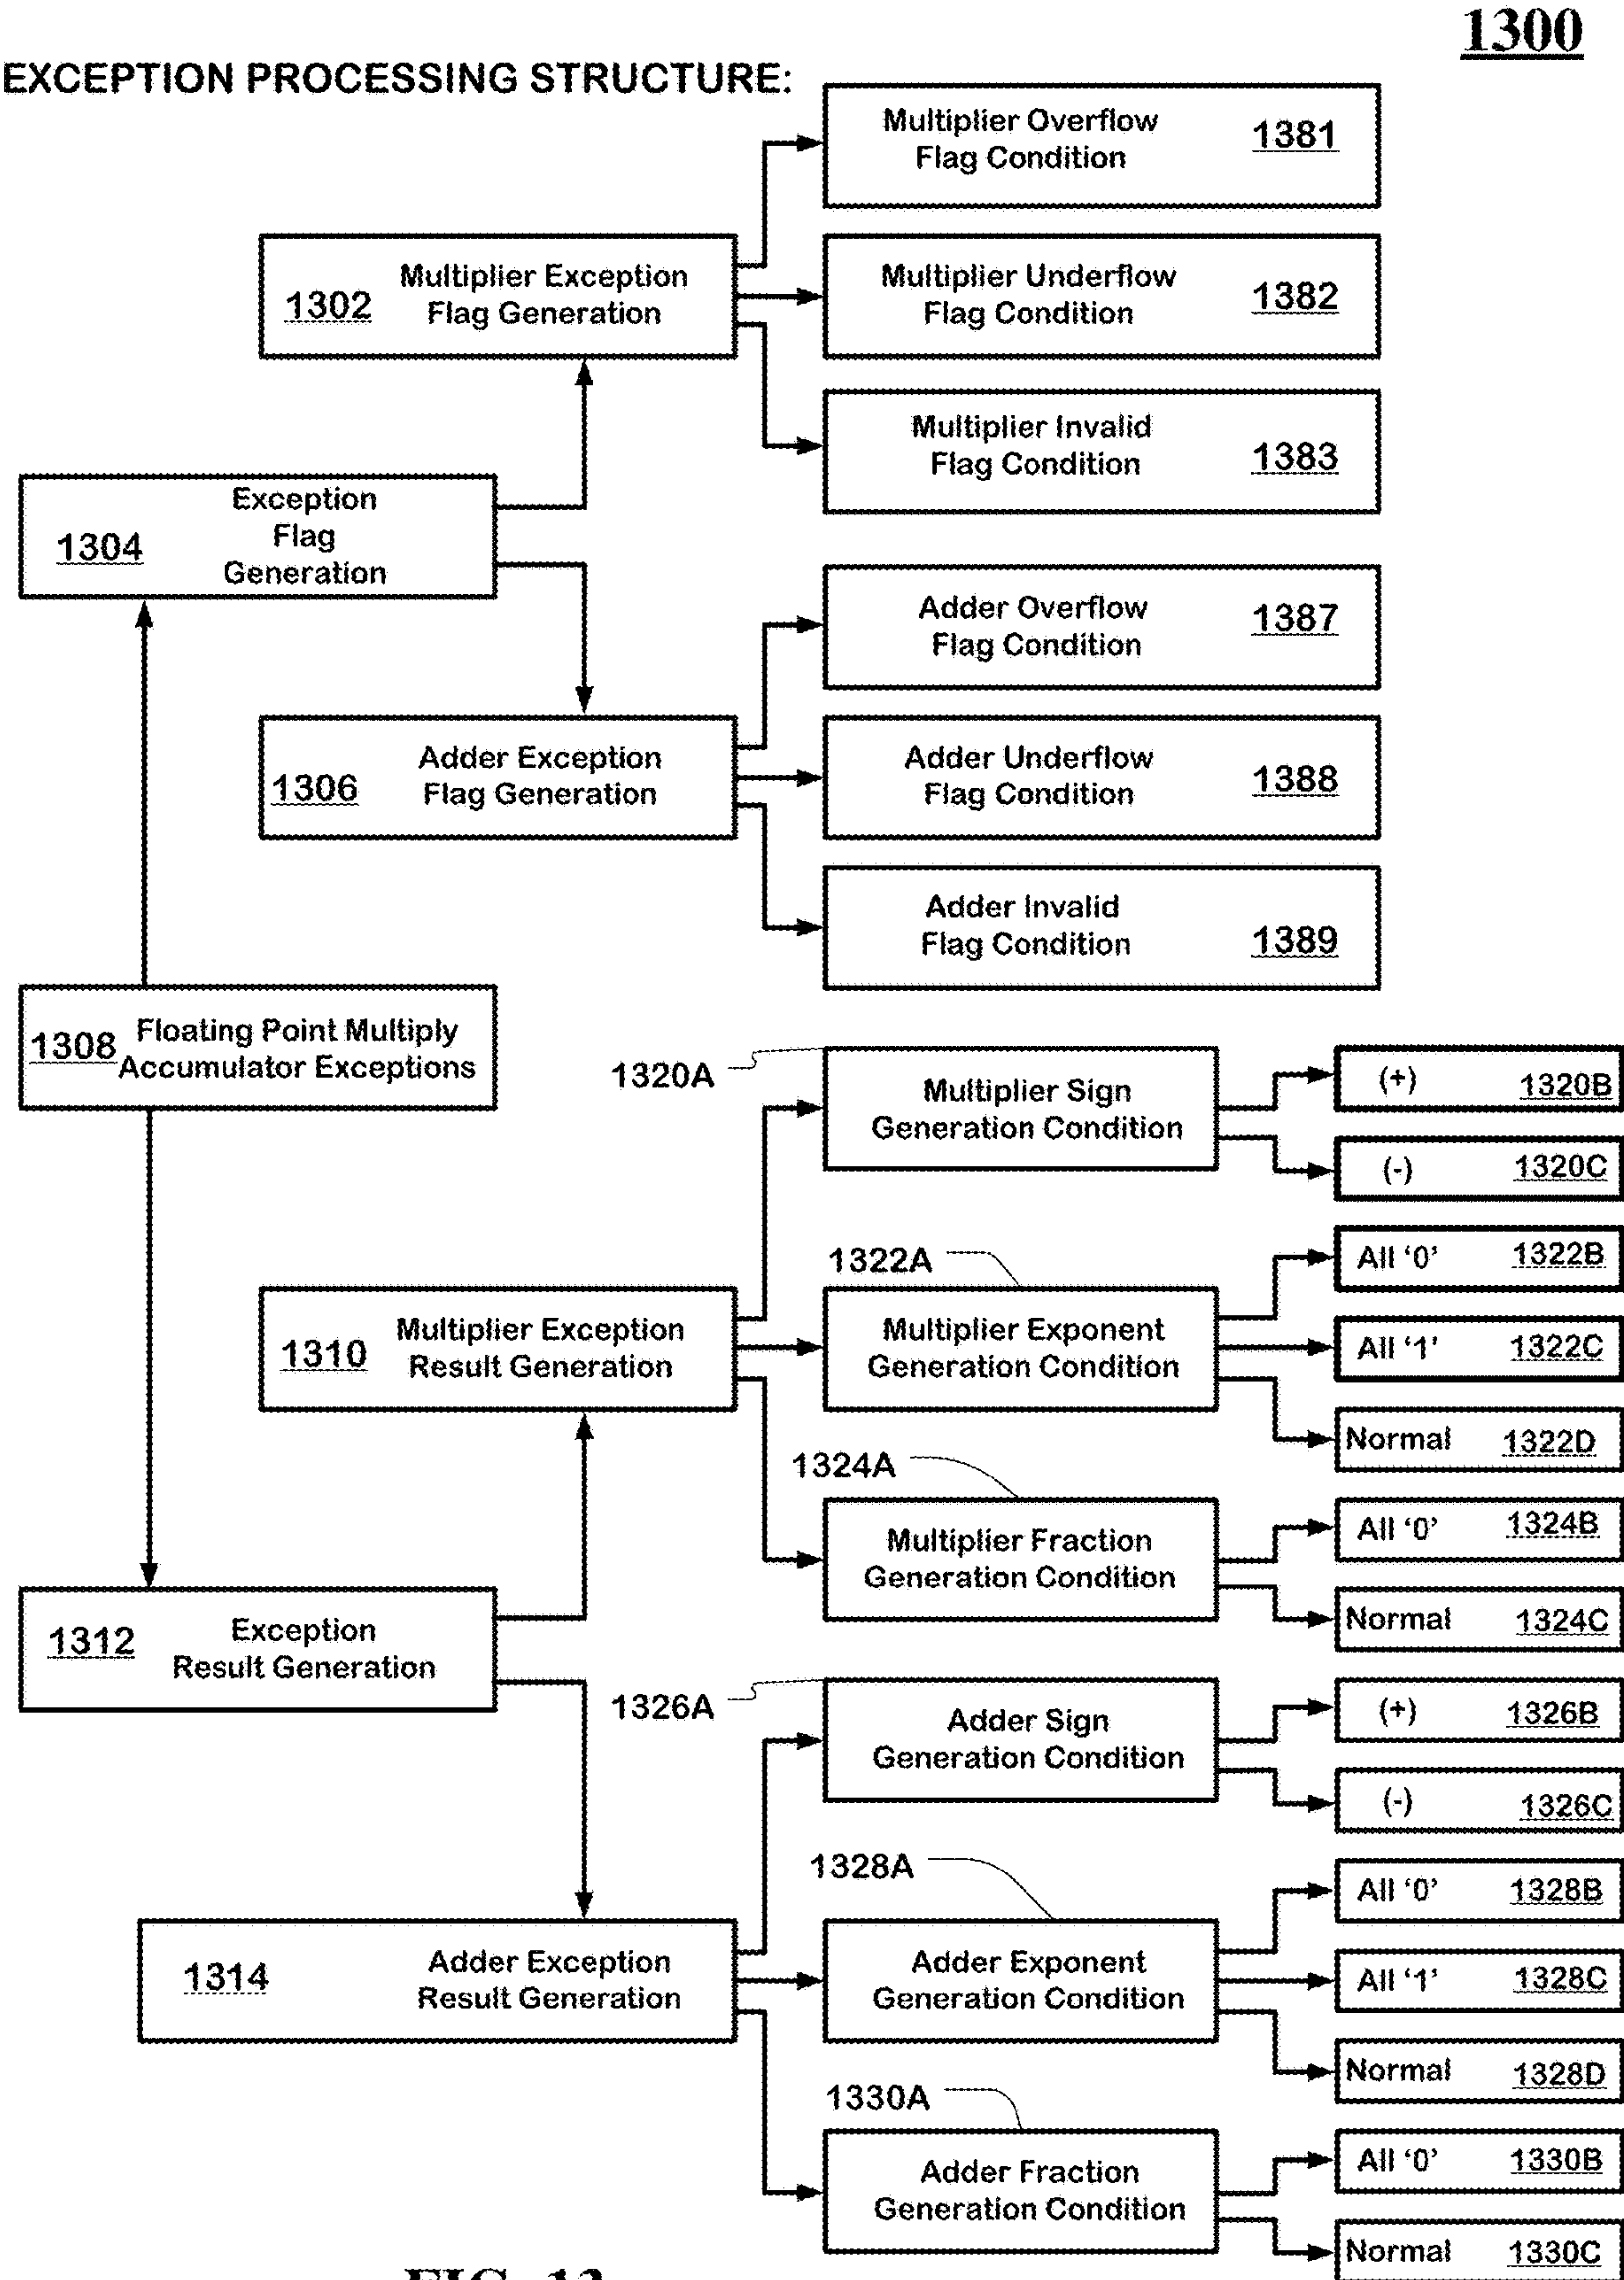 1300
EXCEPTION PROCESSING STRUCTURE:
Multiplier Overflow
Flag Condition
1381
1302
Multiplier Exception
Flag Generation
Multiplier Underflow
Flag Condition
1382
Multiplier Invalid
Flag Condition
1383
1304
Exception
Flag
Generation
Adder Overflow
Flag Condition
1387
1306
Adder Exception
Flag Generation
Adder Underflow
Flag Condition
1388
Adder Invalid
Flag Condition
1389
1308
Floating Point Multiply
Accumulator Exceptions
1320A
Multiplier Sign
Generation Condition
(+) 1320B
(-) 1320C
1322A
1310
Multiplier Exception
Result Generation
Multiplier Exponent
Generation Condition
All ‘0’ 1322B
All ‘1’ 1322C
Normal 1322D
1324A
Multiplier Fraction
Generation Condition
All ‘0’ 1324B
Normal 1324C
1312
Exception
Result Generation
1326A
Adder Sign
Generation Condition
(+) 1326B
(-) 1326C
1328A
1314
Adder Exception
Result Generation
Adder Exponent
Generation Condition
All ‘0’ 1328B
All ‘1’ 1328C
Normal 1328D
1330A
Adder Fraction
Generation Condition
All ‘0’ 1330B
Normal 1330C
FIG. 13